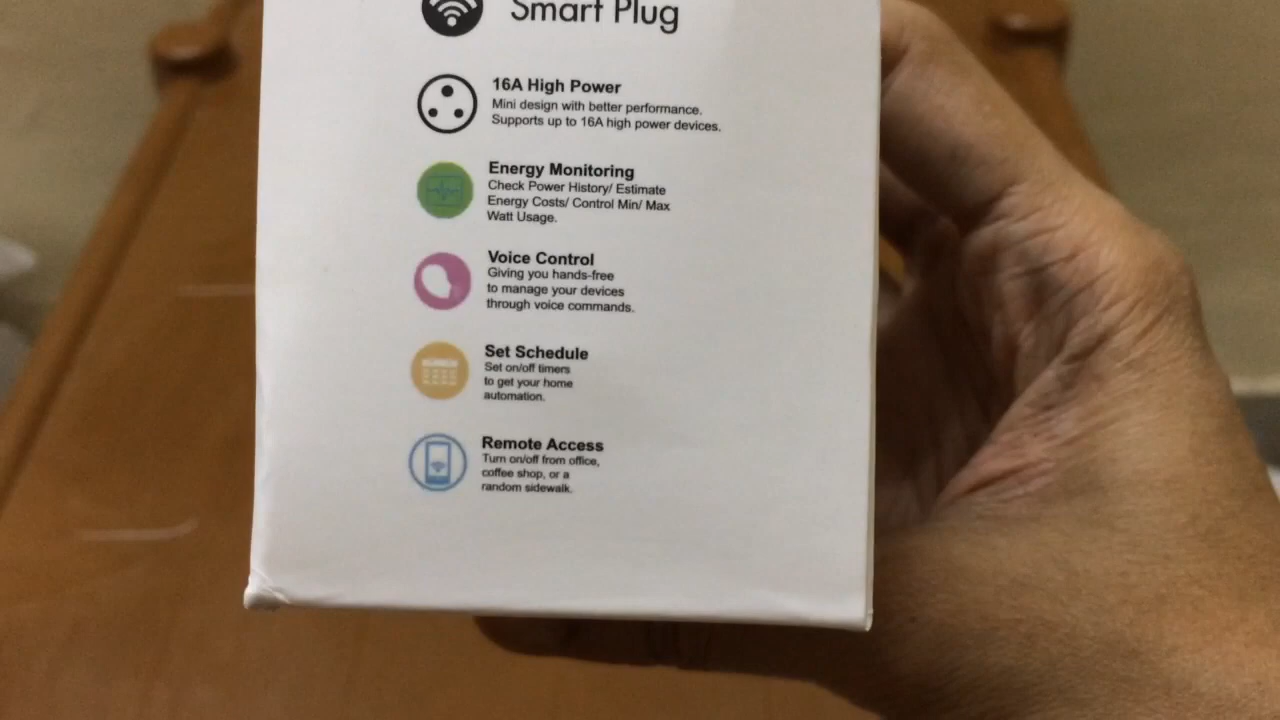 Smart Plug
16A High Power
Mini design with better performance.
Supports up to 16A high power devices.
Energy Monitoring
Check Power History/ Estimate
Energy Costs/ Control Min/ Max
Watt Usage.
Voice Control
Giving you hands-free
to manage your devices
through voice commands.
Set Schedule
Set on/off timers
to get your home
automation.
Remote Access
Turn on/off from office,
coffee shop, or a
random sidewalk.